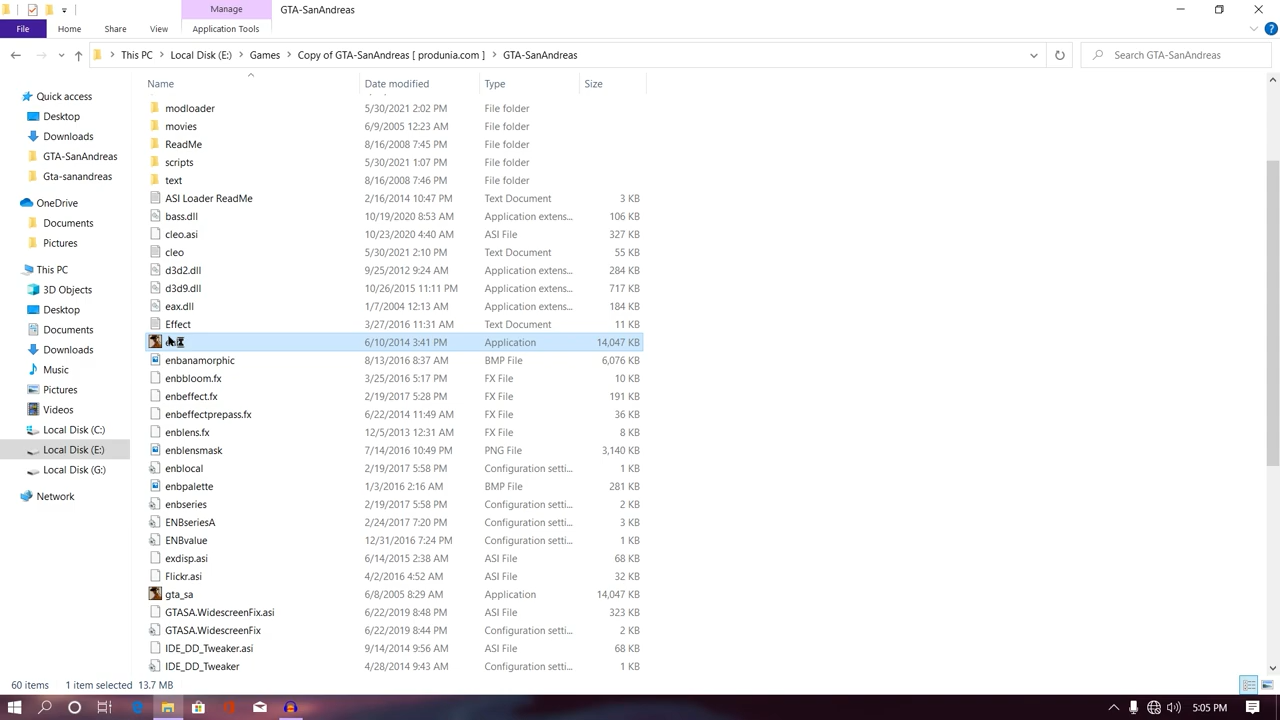 Manage
GTA-SanAndreas
File
Home
Share
View
Application Tools
This PC
Local Disk (E:)
Games
Copy of GTA-SanAndreas [ produnia.com ]
GTA-SanAndreas
Search GTA-SanAndreas
Name
Date modified
Type
Size
Quick access
Desktop
Downloads
GTA-SanAndreas
Gta-sanandreas
OneDrive
Documents
Pictures
This PC
3D Objects
Desktop
Documents
Downloads
Music
Pictures
Videos
Local Disk (C:)
Local Disk (E:)
Local Disk (G:)
Network
modloader 5/30/2021 2:02 PM File folder
movies 6/9/2005 12:23 AM File folder
ReadMe 8/16/2008 7:45 PM File folder
scripts 5/30/2021 1:07 PM File folder
text 8/16/2008 7:46 PM File folder
ASI Loader ReadMe 2/16/2014 10:47 PM Text Document 3 KB
bass.dll 10/19/2020 8:53 AM Application extens... 106 KB
cleo.asi 10/23/2020 4:40 AM ASI File 327 KB
cleo 5/30/2021 2:10 PM Text Document 55 KB
d3d2.dll 9/25/2012 9:24 AM Application extens... 284 KB
d3d9.dll 10/26/2015 11:11 PM Application extens... 717 KB
eax.dll 1/7/2004 12:13 AM Application extens... 184 KB
Effect 3/27/2016 11:31 AM Text Document 11 KB
6/10/2014 3:41 PM Application 14,047 KB
enbanamorphic 8/13/2016 8:37 AM BMP File 6,076 KB
enbbloom.fx 3/25/2016 5:17 PM FX File 10 KB
enbeffect.fx 2/19/2017 5:28 PM FX File 191 KB
enbeffectprepass.fx 6/22/2014 11:49 AM FX File 36 KB
enblens.fx 12/5/2013 12:31 AM FX File 8 KB
enblensmask 7/14/2016 10:49 PM PNG File 3,140 KB
enblocal 2/19/2017 5:58 PM Configuration setti... 1 KB
enbpalette 1/3/2016 2:16 AM BMP File 281 KB
enbseries 2/19/2017 5:58 PM Configuration setti... 2 KB
ENBseriesA 2/24/2017 7:20 PM Configuration setti... 3 KB
ENBvalue 12/31/2016 7:24 PM Configuration setti... 1 KB
exdisp.asi 6/14/2015 2:38 AM ASI File 68 KB
Flickr.asi 4/2/2016 4:52 AM ASI File 32 KB
gta_sa 6/8/2005 8:29 AM Application 14,047 KB
GTASA.WidescreenFix.asi 6/22/2019 8:48 PM ASI File 323 KB
GTASA.WidescreenFix 6/22/2019 8:44 PM Configuration setti... 2 KB
IDE_DD_Tweaker.asi 9/14/2014 9:56 AM ASI File 68 KB
IDE_DD_Tweaker 4/28/2014 9:43 AM Configuration setti... 1 KB
60 items 1 item selected 13.7 MB
5:05 PM